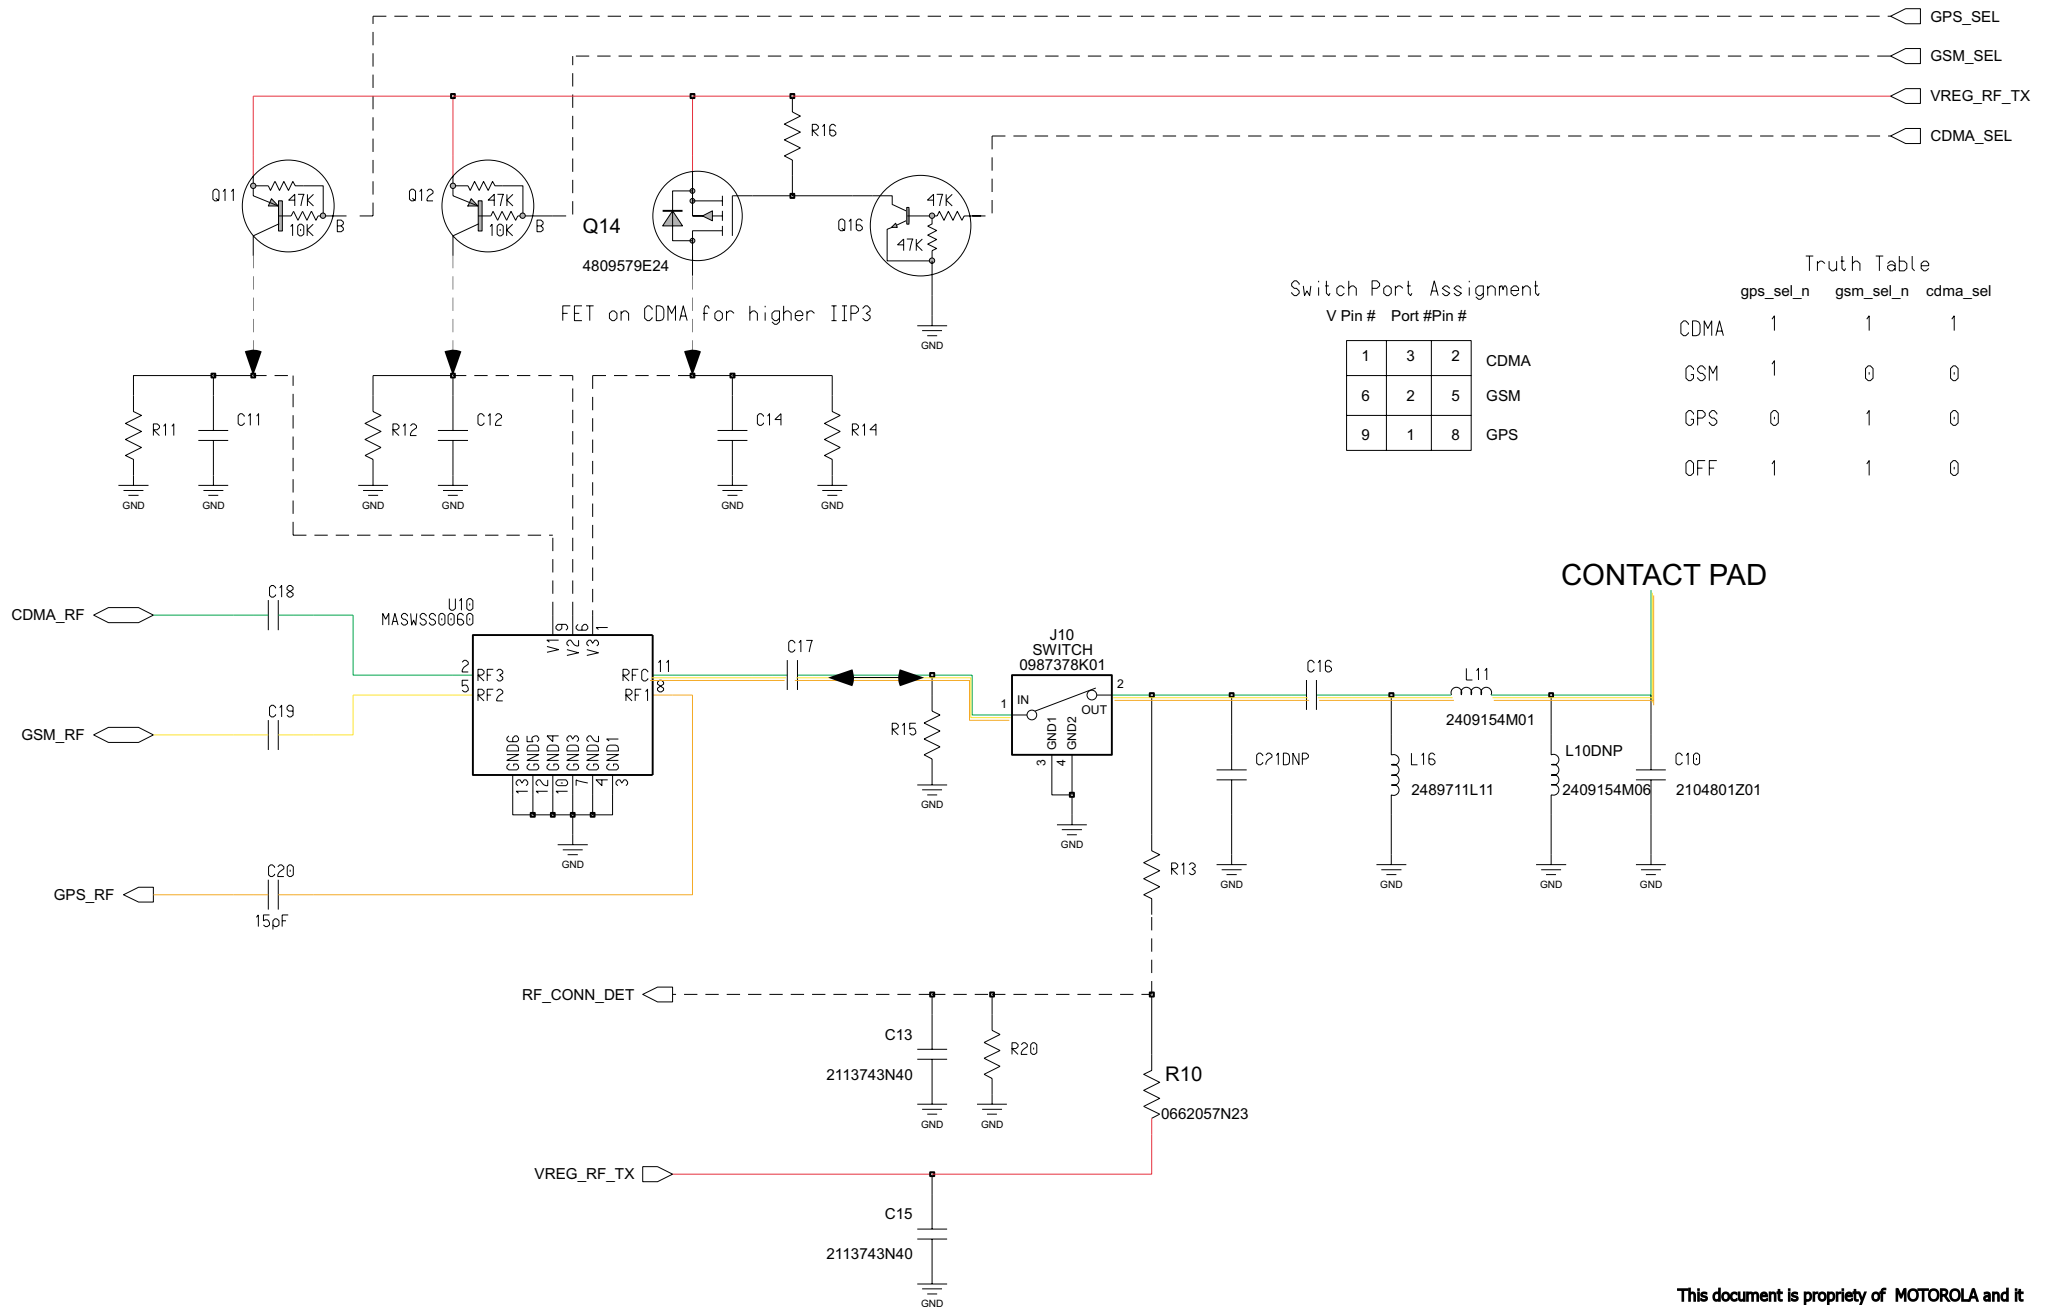 GPS_SEL
GSM_SEL
VREG_RF_TX
CDMA_SEL
R16
Q11
47K
10K
B
Q12
47K
10K
B
Q14
4809579E24
Q16
47K
47K
GND
FET on CDMA for higher IIP3
Switch Port Assignment
V Pin # Port #Pin #
1 3 2 CDMA
6 2 5 GSM
9 1 8 GPS
Truth Table
gps_sel_n gsm_sel_n cdma_sel
CDMA 1 1 1
GSM 1 0 0
GPS 0 1 0
OFF 1 1 0
R11
C11
R12
C12
C14
R14
GND
GND
GND
GND
GND
GND
CONTACT PAD
CDMA_RF
C18
U10
MASWSS0060
9 6 1
V1 V2 V3
2 RF3
5 RF2
RFC 11
RF1 8
GND6 GND5 GND4 GND3 GND2 GND1
13 12 10 7 4 3
GND
GSM_RF
C19
GPS_RF
C20
15pF
C17
R15
GND
J10
SWITCH
0987378K01
1 IN
2
OUT
GND1 GND2
3 4
GND
C16
L11
2409154M01
C21DNP
GND
L16
2489711L11
GND
L10DNP
2409154M06
GND
C10
2104801Z01
GND
R13
RF_CONN_DET
C13
2113743N40
GND
R20
GND
R10
0662057N23
VREG_RF_TX
C15
2113743N40
GND
This document is propriety of MOTOROLA and it